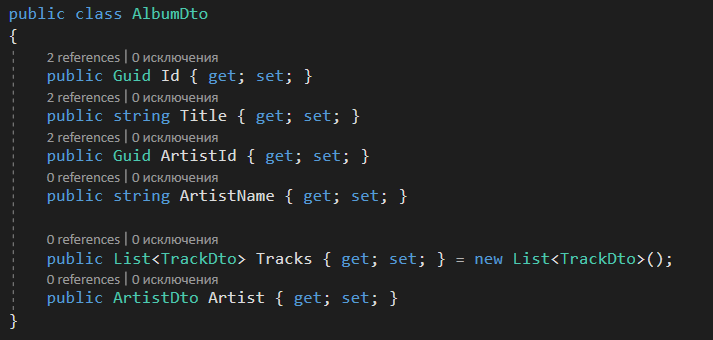 public class AlbumDto
{
2 references | 0 исключения
public Guid Id { get; set; }
2 references | 0 исключения
public string Title { get; set; }
2 references | 0 исключения
public Guid ArtistId { get; set; }
0 references | 0 исключения
public string ArtistName { get; set; }
0 references | 0 исключения
public List<TrackDto> Tracks { get; set; } = new List<TrackDto>();
0 references | 0 исключения
public ArtistDto Artist { get; set; }
}